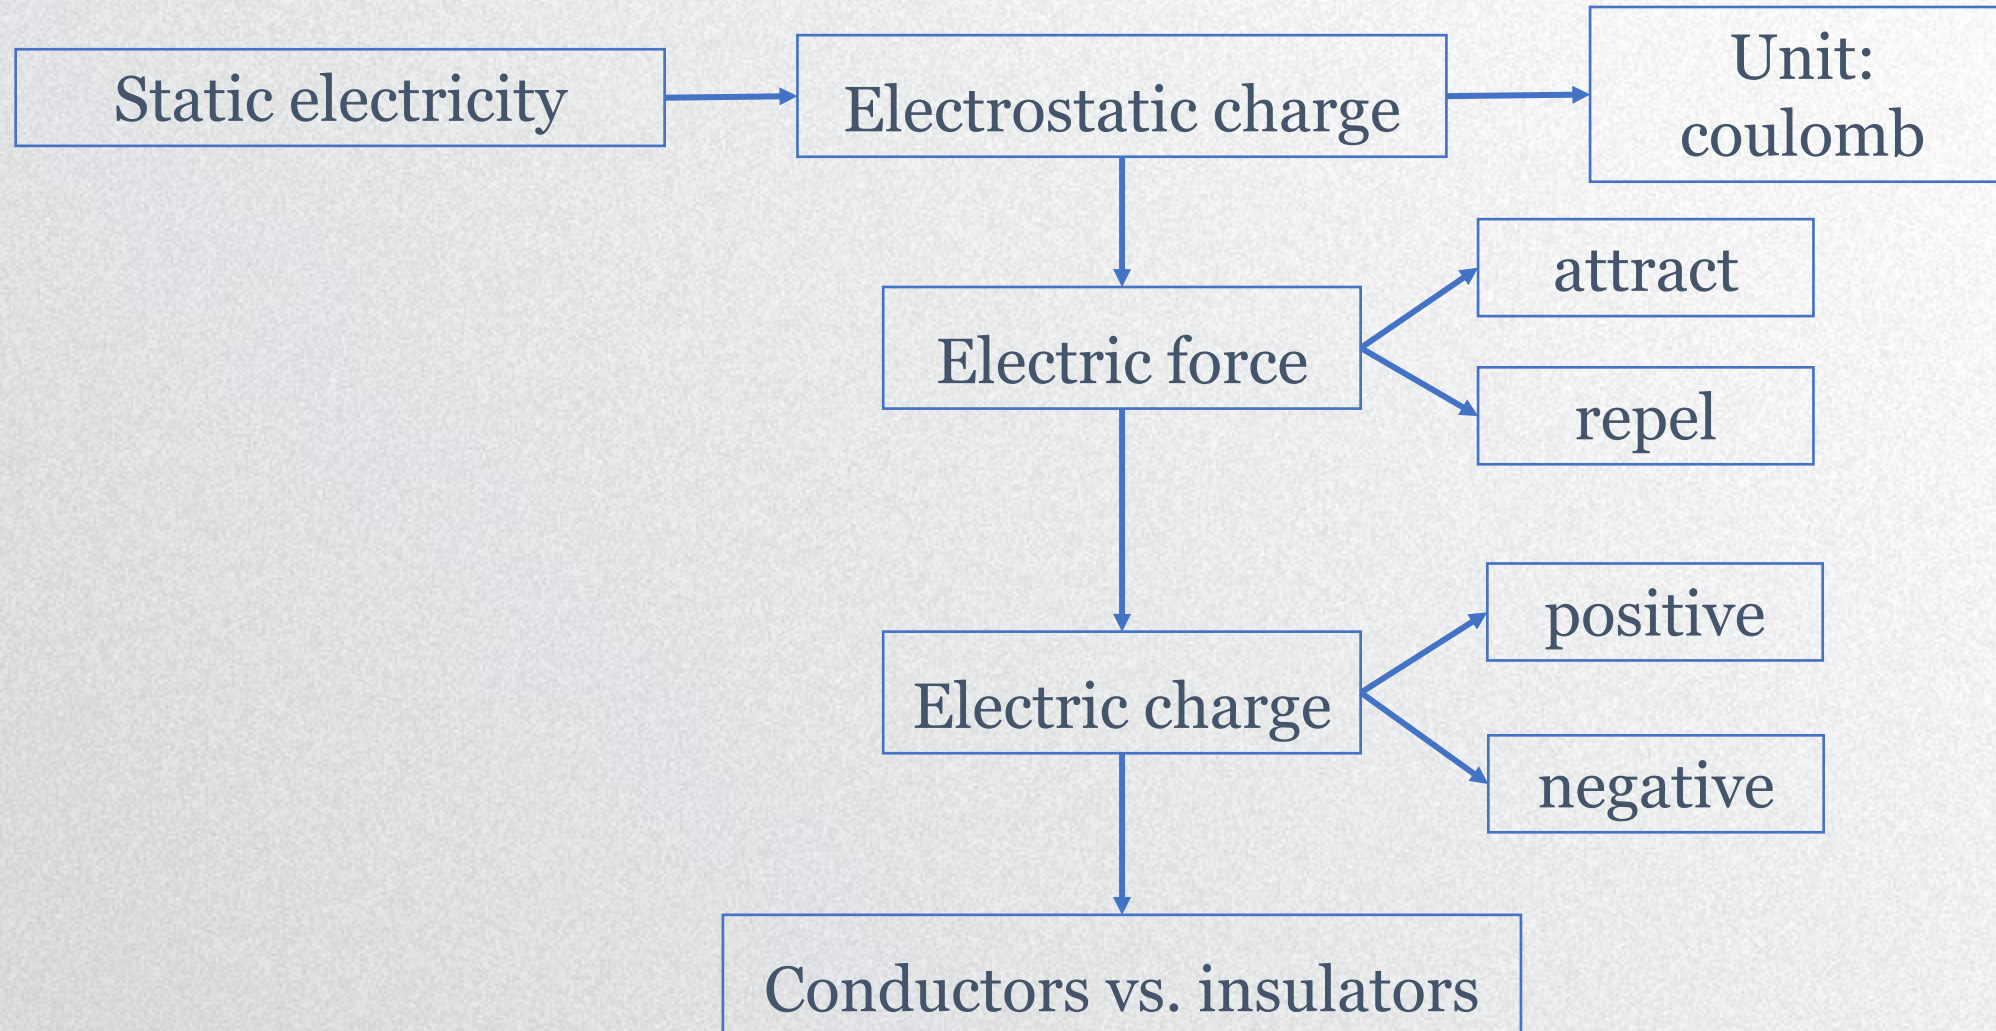 Static electricity
Electrostatic charge
Unit:
coulomb
Electric force
attract
repel
Electric charge
positive
negative
Conductors vs. insulators